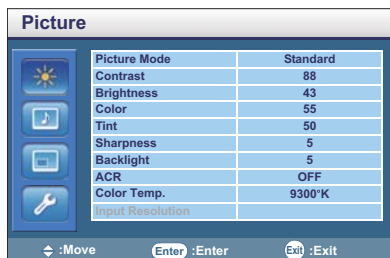 Picture
Picture Mode Standard
Contrast 88
Brightness 43
Color 55
Tint 50
Sharpness 5
Backlight 5
ACR OFF
Color Temp. 9300°K
Input Resolution
:Move Enter :Enter Exit :Exit